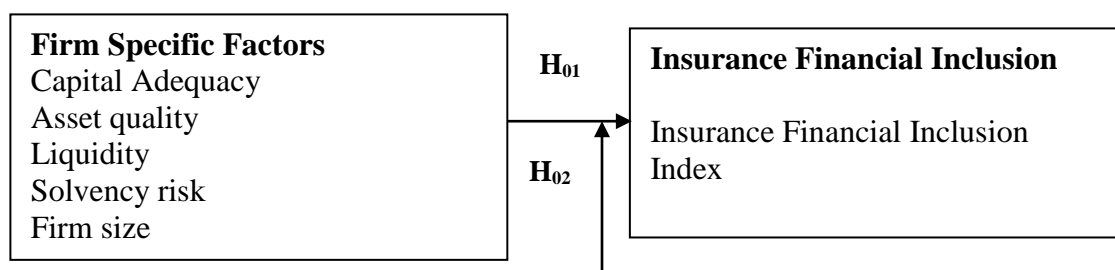 Firm Specific Factors
Capital Adequacy
Asset quality
Liquidity
Solvency risk
Firm size
H01
H02
Insurance Financial Inclusion
Insurance Financial Inclusion
Index